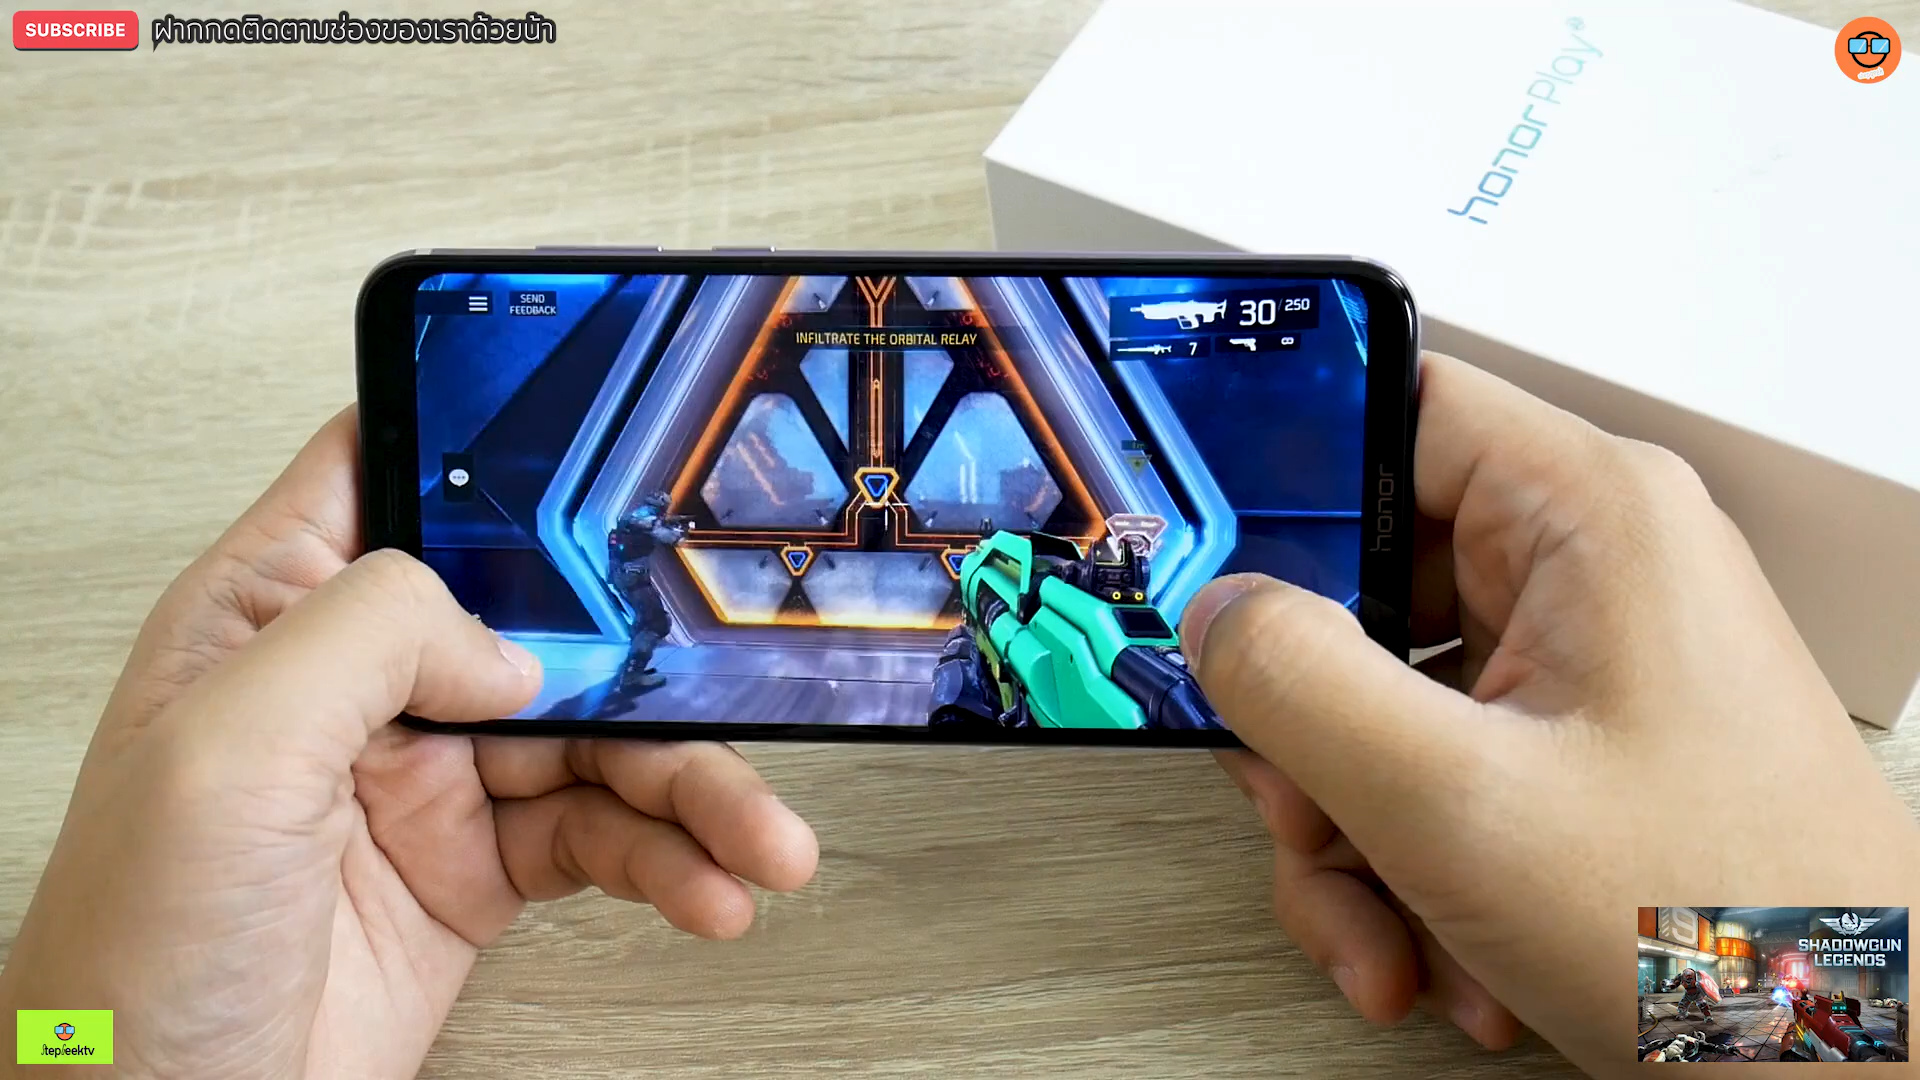 SUBSCRIBE
ฝากกดติดตามช่องของเราด้วยน้า
honor Play
SEND
FEEDBACK
INFILTRATE THE ORBITAL RELAY
30/250
7
∞
honor
SHADOWGUN
LEGENDS
9
stepgeektv